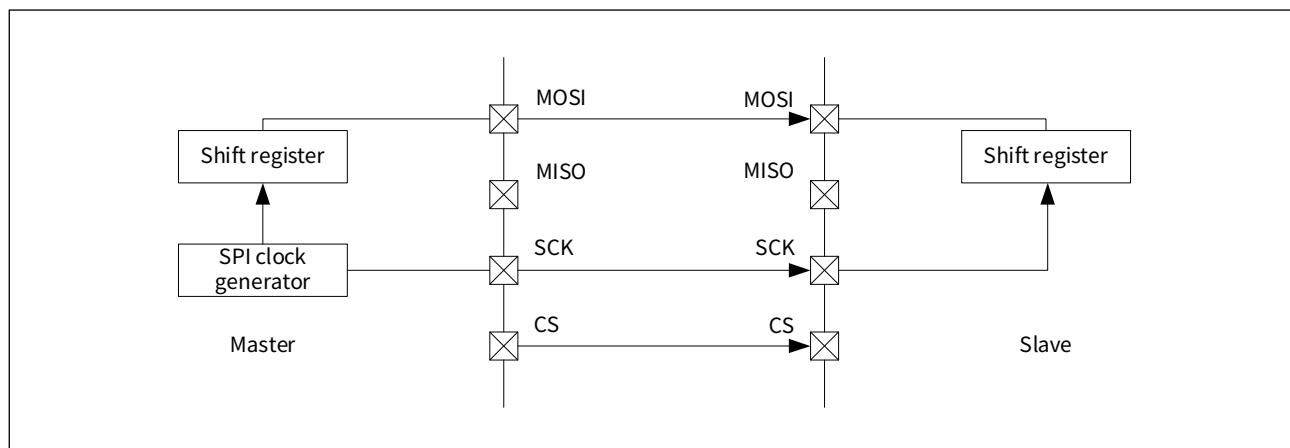 MOSI
MOSI
Shift register
Shift register
MISO
MISO
SPI clock
generator
SCK
SCK
CS
CS
Master
Slave